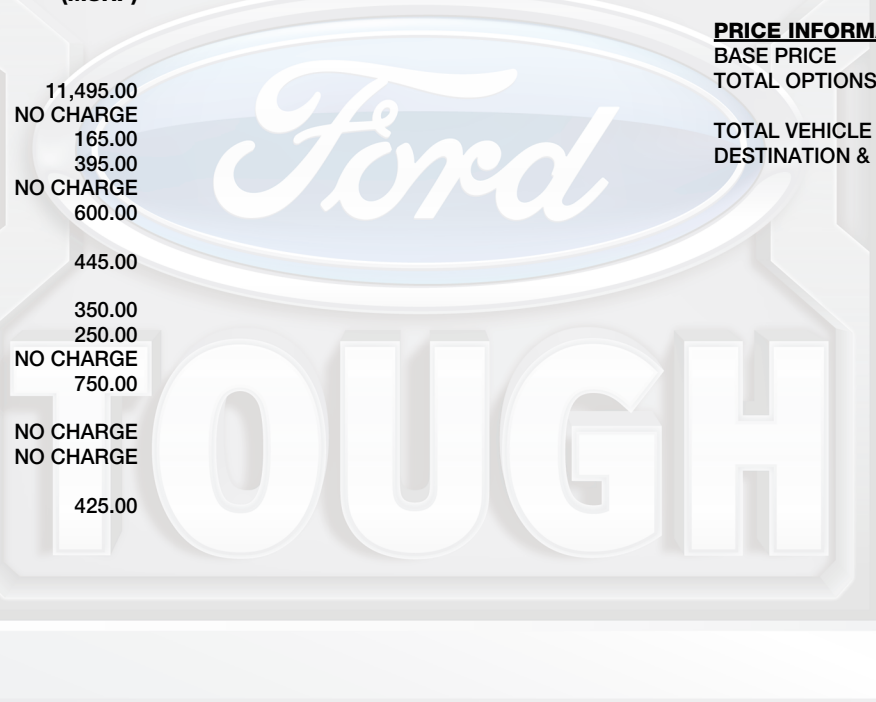 11,495.00
NO CHARGE
165.00
395.00
NO CHARGE
600.00
445.00
350.00
250.00
NO CHARGE
750.00
NO CHARGE
NO CHARGE
425.00
PRICE INFORM
BASE PRICE
TOTAL OPTIONS
TOTAL VEHICLE
DESTINATION &
Ford
TOUGH